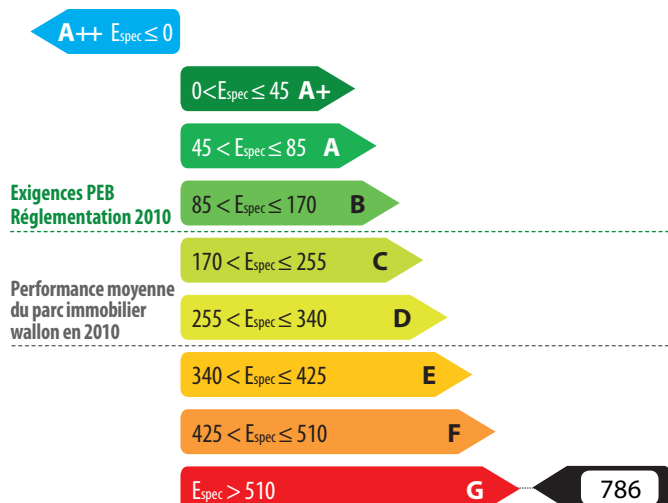 A++ Espec ≤ 0
0<Espec ≤ 45 A+
45 < Espec ≤ 85 A
Exigences PEB
Réglementation 2010
85 < Espec ≤ 170 B
170 < Espec ≤ 255 C
Performance moyenne
du parc immobilier
wallon en 2010
255 < Espec ≤ 340 D
340 < Espec ≤ 425 E
425 < Espec ≤ 510 F
Espec > 510 G 786